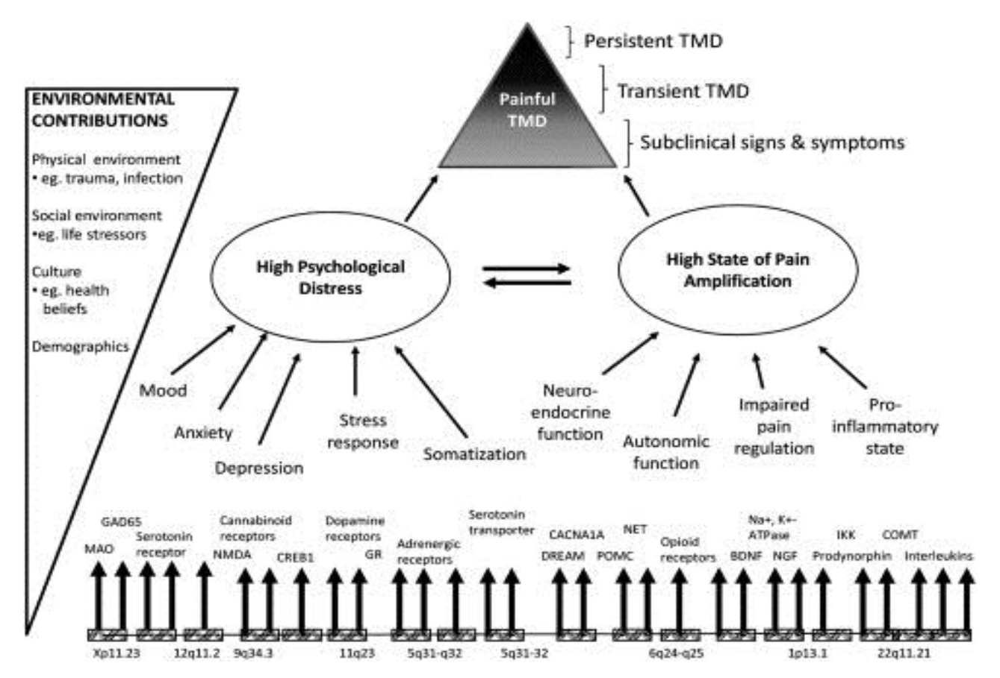 Persistent TMD
Transient TMD
Subclinical signs & symptoms
Painful
TMD
ENVIRONMENTAL
CONTRIBUTIONS
Physical environment
• eg. trauma, infection
Social environment
•eg. life stressors
Culture
• eg. health
beliefs
Demographics
High Psychological
Distress
High State of Pain
Amplification
Mood
Anxiety
Depression
Stress
response
Somatization
Neuro-
endocrine
function
Autonomic
function
Impaired
pain
regulation
Pro-
inflammatory
state
MAO
GAD65
Serotonin
receptor
Cannabinoid
receptors
NMDA
CREB1
Dopamine
receptors
GR
Adrenergic
receptors
Serotonin
transporter
CACNA1A
DREAM
POMC
NET
Opioid
receptors
Na+, K+-
ATPase
BDNF
NGF
IKK
Prodynorphin
COMT
Interleukins
Xp11.23
12q11.2
9q34.3
11q23
5q31-q32
5q31-32
6q24-q25
1p13.1
22q11.21